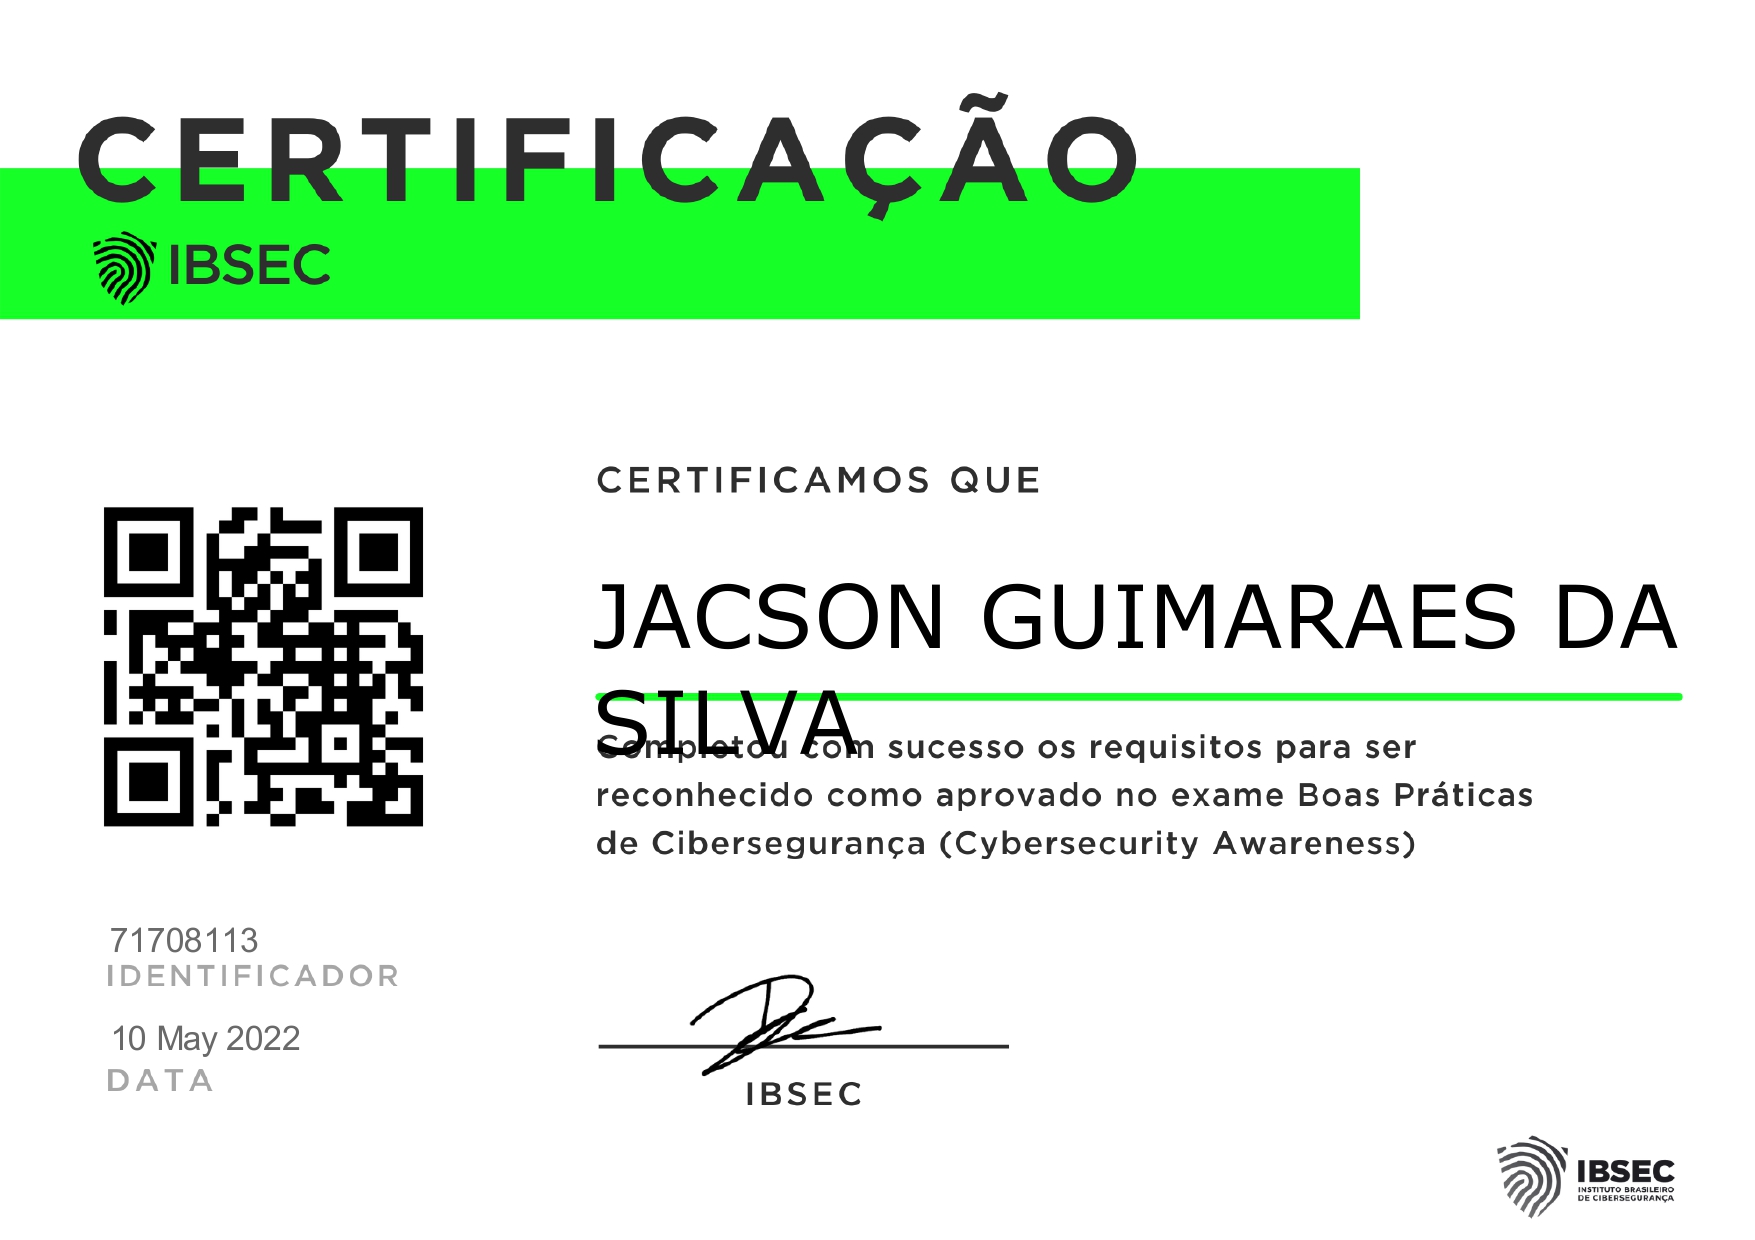 CERTIFICAÇÃO
IBSEC
CERTIFICAMOS QUE
JACSON GUIMARAES DA
SILVA
Completou com sucesso os requisitos para ser
reconhecido como aprovado no exame Boas Práticas
de Cibersegurança (Cybersecurity Awareness)
71708113
IDENTIFICADOR
10 May 2022
DATA
IBSEC
IBSEC
INSTITUTO BRASILEIRO
DE CIBERSEGURANÇA